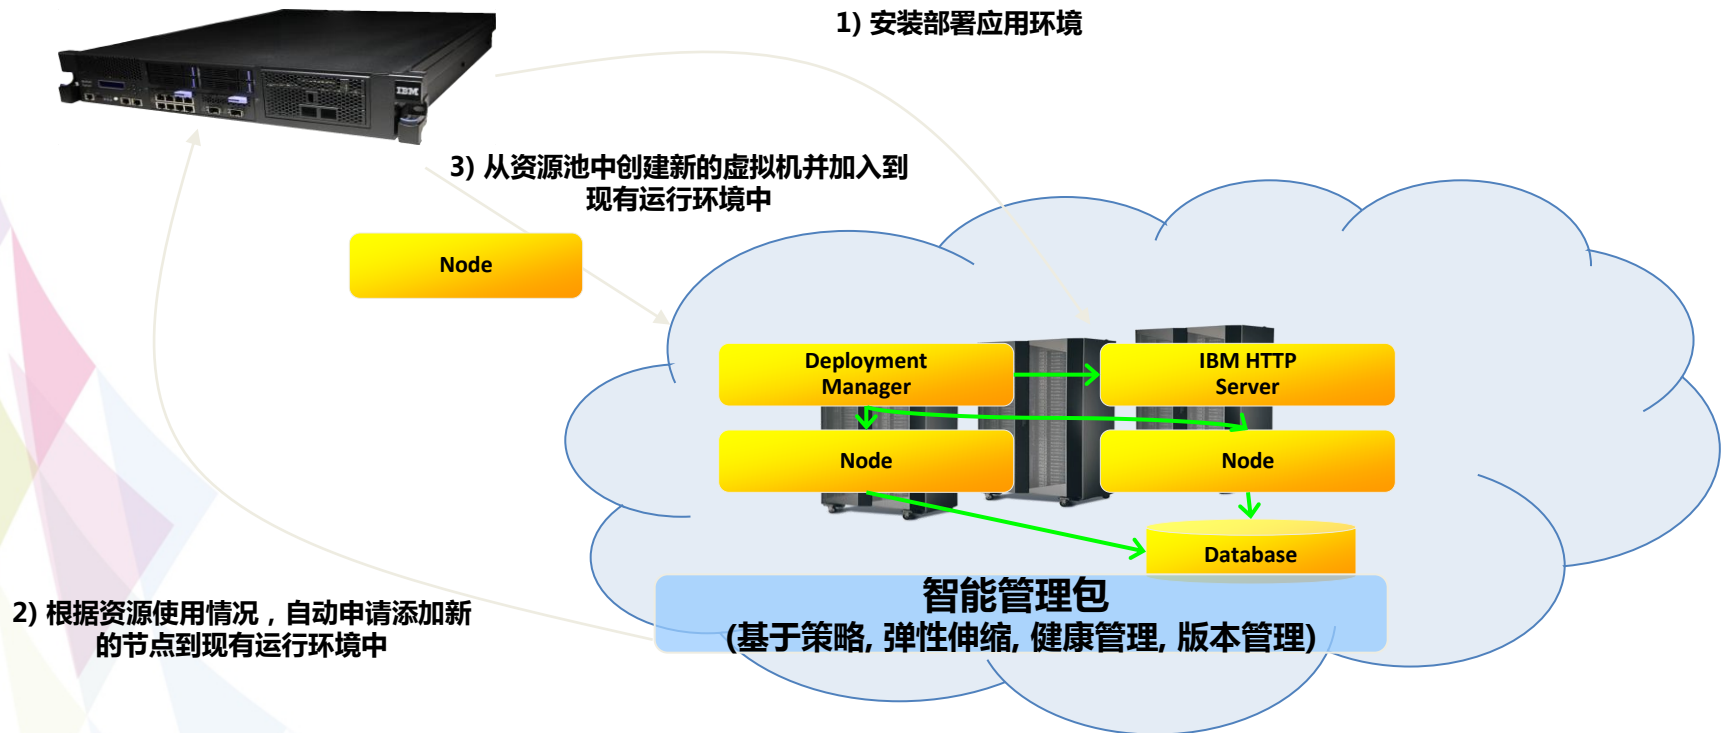 1) 安装部署应用环境
IBM
3) 从资源池中创建新的虚拟机并加入到
现有运行环境中
Node
Deployment
Manager
IBM HTTP
Server
Node
Node
Database
智能管理包
(基于策略, 弹性伸缩, 健康管理, 版本管理)
2) 根据资源使用情况，自动申请添加新
的节点到现有运行环境中